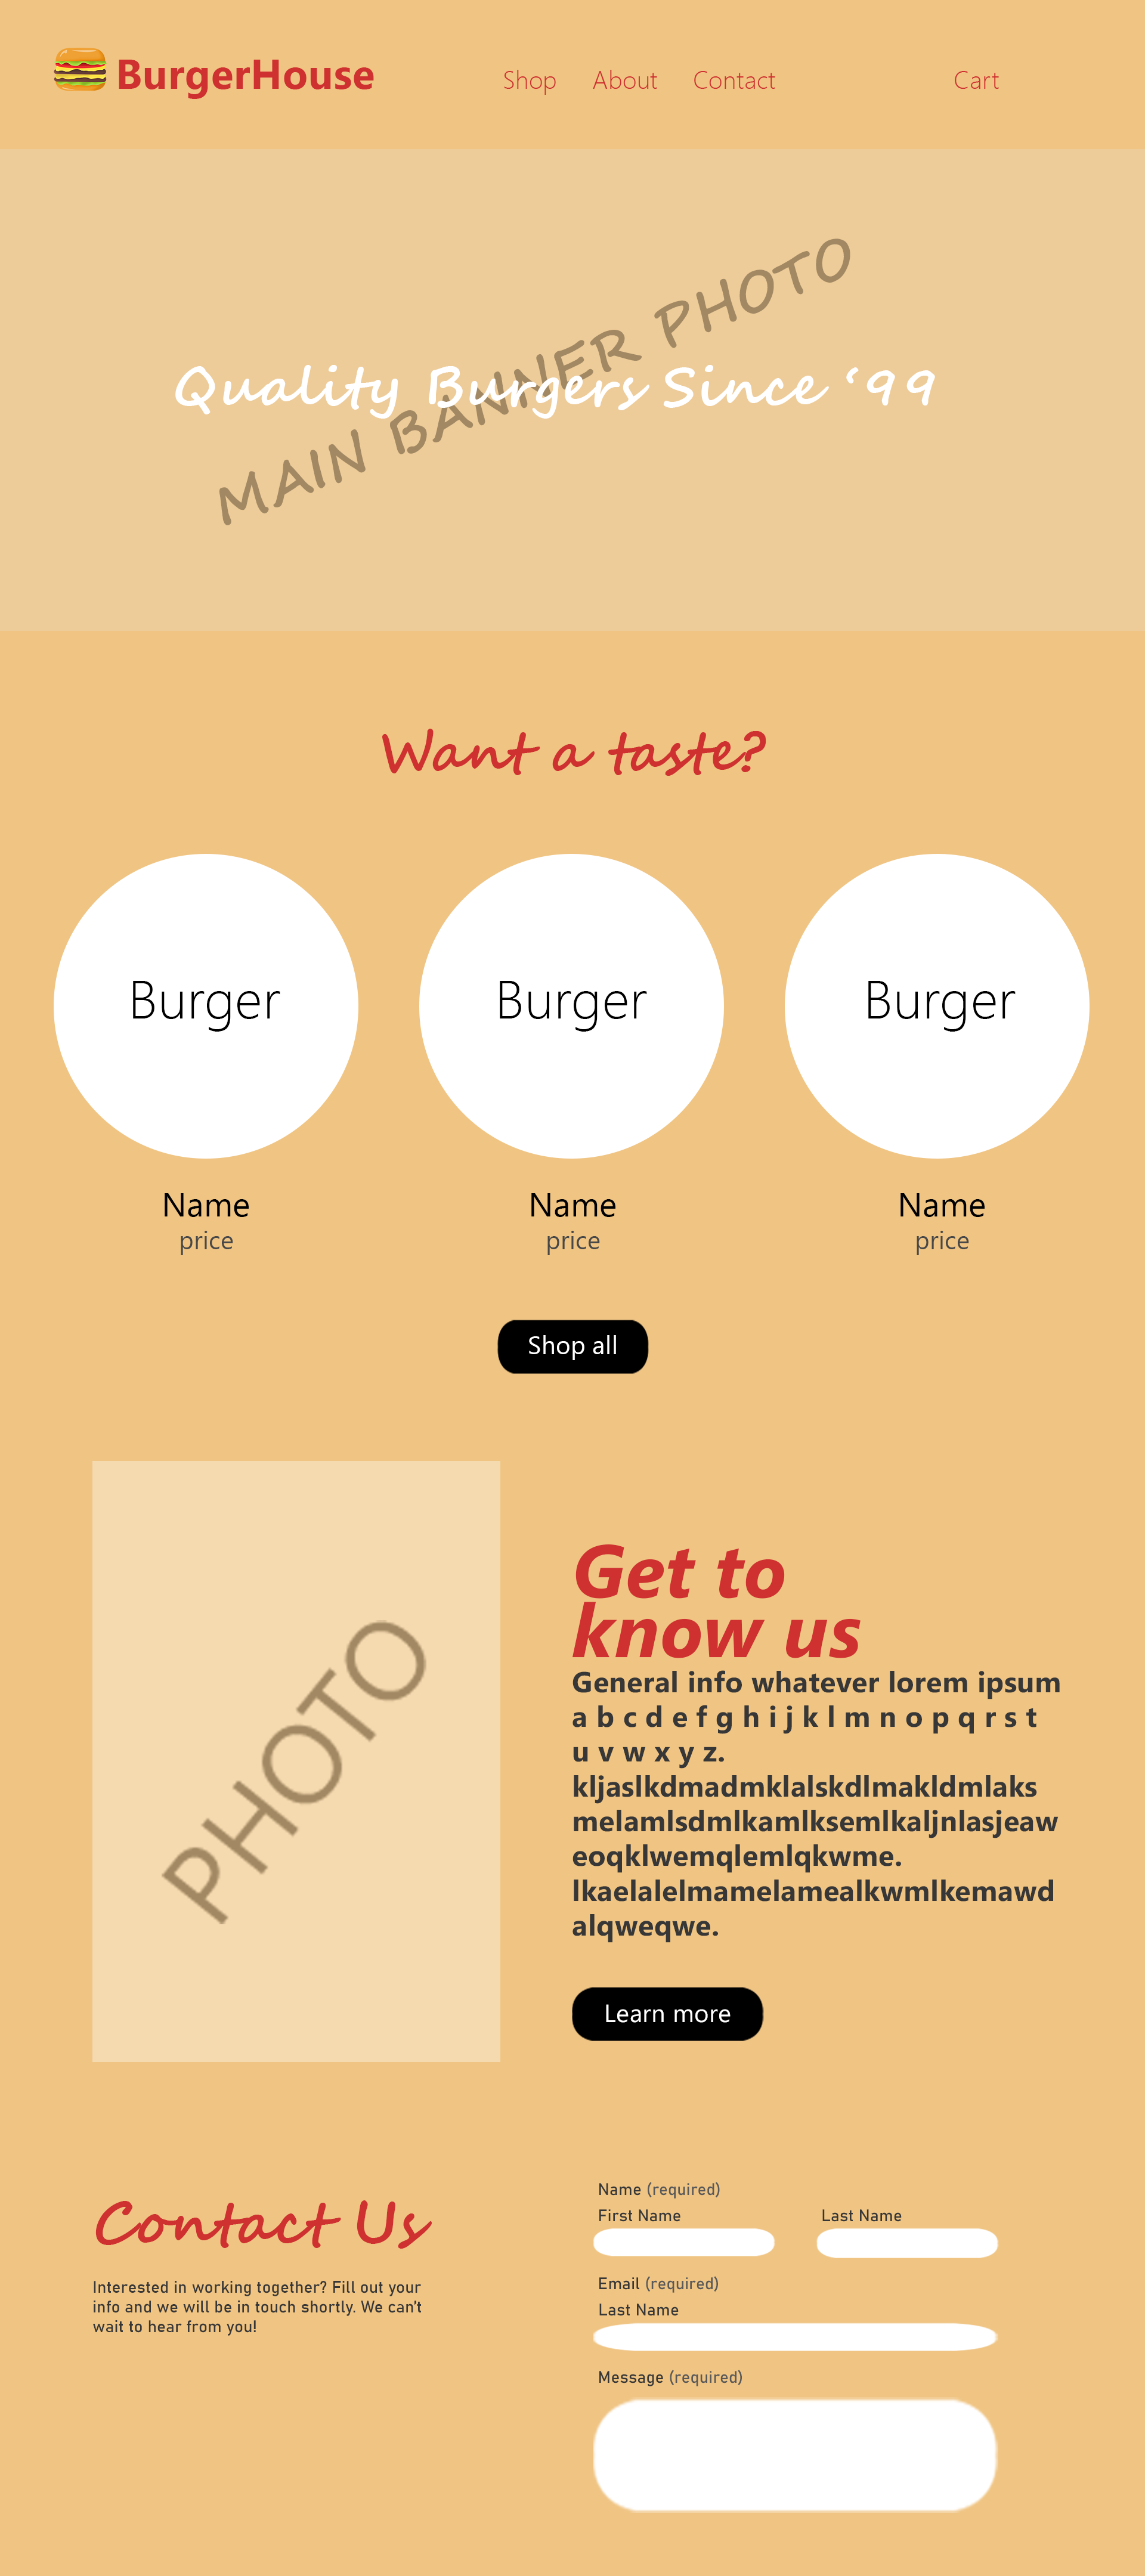 BurgerHouse
Shop About Contact Cart
MAIN BANNER PHOTO
Quality Burgers Since ‘99
Want a taste?
Burger Burger Burger
Name Name Name
price price price
Shop all
PHOTO
Get to
know us
General info whatever lorem ipsum
a b c d e f g h i j k l m n o p q r s t
u v w x y z.
kljaslkdmadmklalskdlmakldmlaks
melamlsdmlkamlksemlkaljnlasjeaw
eoqklwemqlemlqkwme.
lkaelalelmamelamealkwmlkemawd
alqweqwe.
Learn more
Contact Us
Interested in working together? Fill out your
info and we will be in touch shortly. We can't
wait to hear from you!
Name (required)
First Name Last Name
Email (required)
Last Name
Message (required)